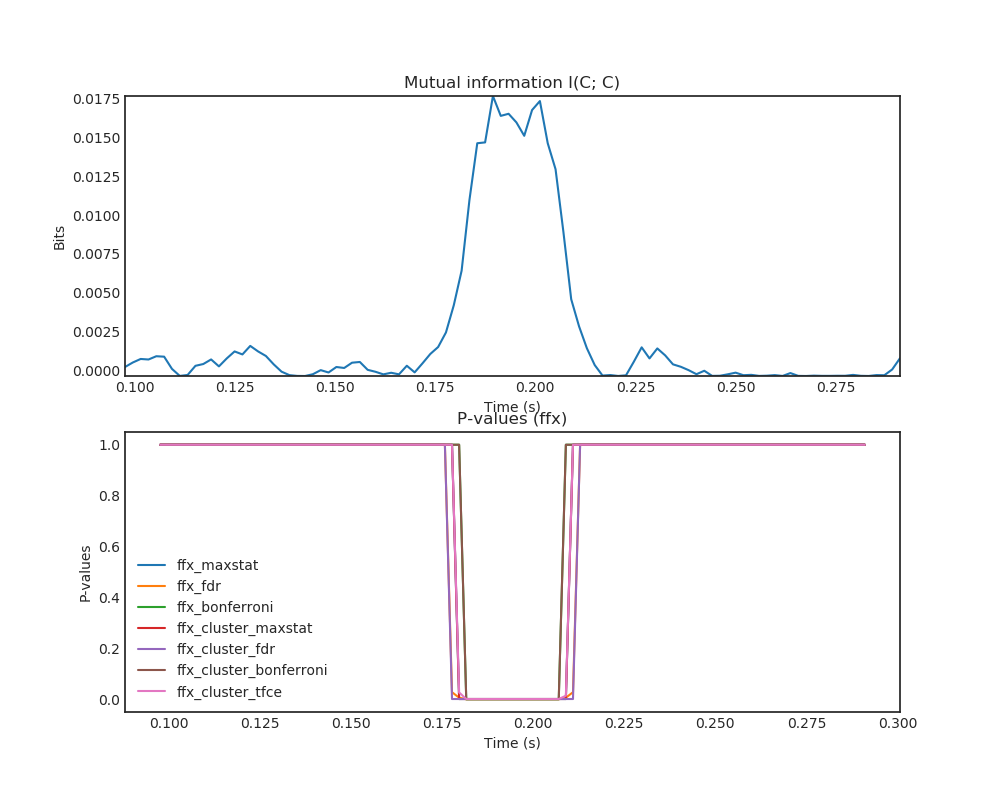 Mutual information I(C; C)
0.0175
0.0150
0.0125
0.0100
0.0075
0.0050
0.0025
0.0000
Bits
0.100 0.125 0.150 0.175 0.200 0.225 0.250 0.275
Time (s)
P-values (ffx)
1.0
0.8
0.6
0.4
0.2
0.0
P-values
ffx_maxstat
ffx_fdr
ffx_bonferroni
ffx_cluster_maxstat
ffx_cluster_fdr
ffx_cluster_bonferroni
ffx_cluster_tfce
0.100 0.125 0.150 0.175 0.200 0.225 0.250 0.275 0.300
Time (s)